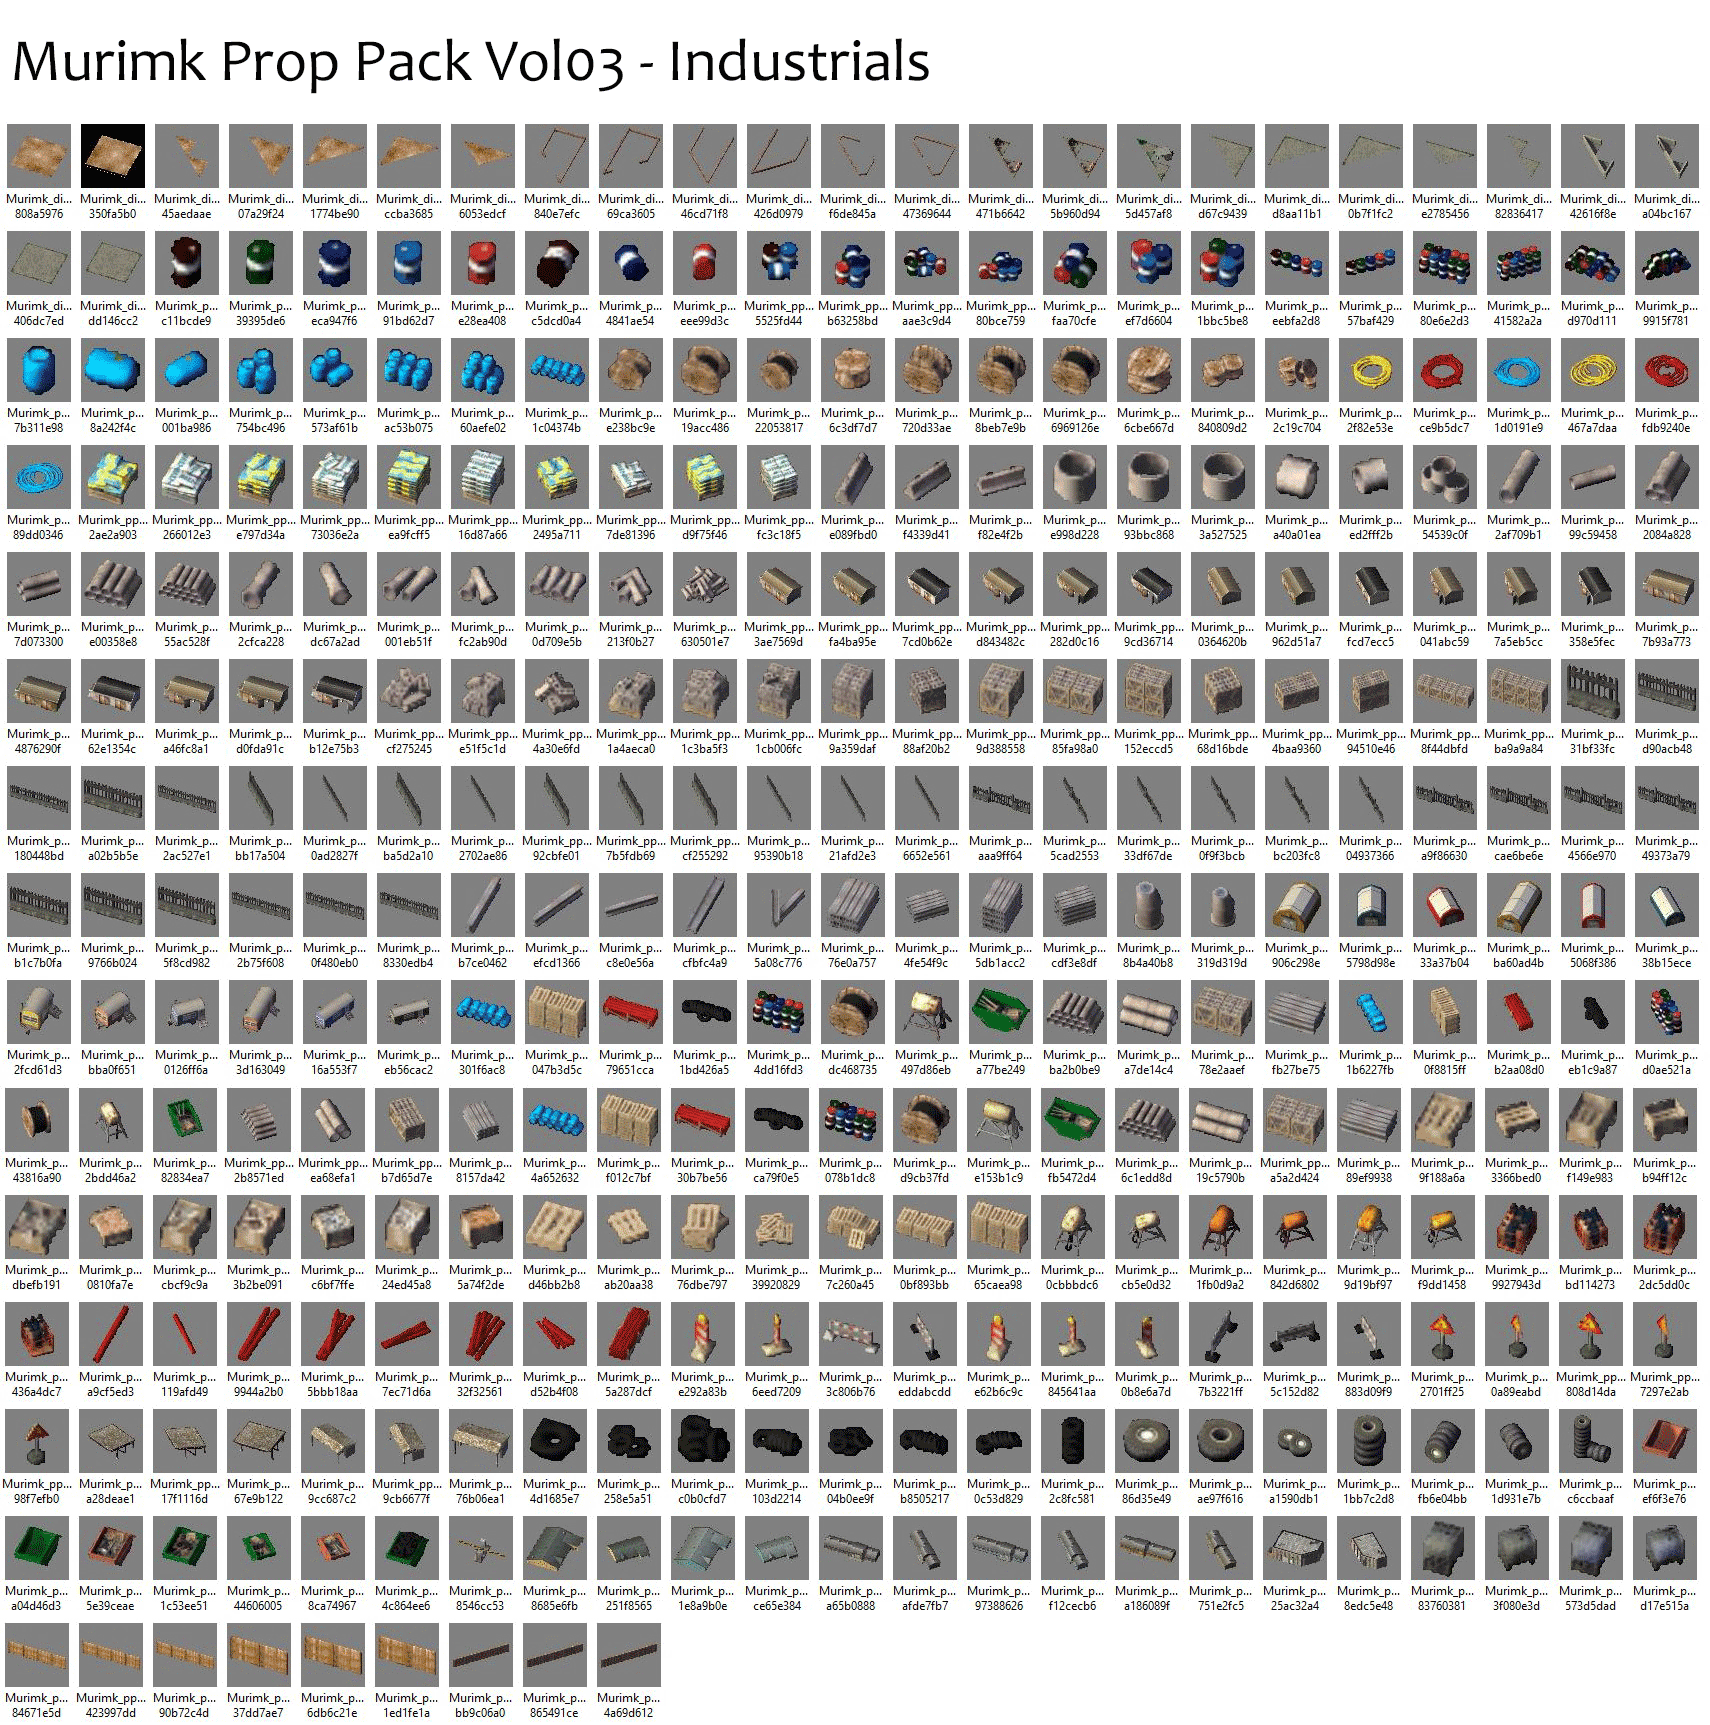 Murimk Prop Pack Vol03 - Industrials
Murimk_di... Murimk_di... Murimk_di... Murimk_di... Murimk_di... Murimk_di... Murimk_di... Murimk_di... Murimk_di... Murimk_di... Murimk_di... Murimk_di... Murimk_di... Murimk_di... Murimk_di... Murimk_di... Murimk_di... Murimk_di... Murimk_di... Murimk_di... Murimk_di... Murimk_di... Murimk_di...
808a5976 350fa5b0 45aedaae 07a29f24 1774be90 ccba3685 6053edcf 840e7efc 69ca3605 46cd71f8 426d0979 f6de845a 47369644 471b6642 5b960d94 5d457af8 d67c9439 d8aa11b1 0b7f1fc2 e2785456 82836417 42616f8e a04bc167
Murimk_di... Murimk_di... Murimk_p... Murimk_p... Murimk_p... Murimk_p... Murimk_p... Murimk_p... Murimk_p... Murimk_p... Murimk_pp... Murimk_pp... Murimk_pp... Murimk_pp... Murimk_p... Murimk_p... Murimk_p... Murimk_p... Murimk_p... Murimk_p... Murimk_p... Murimk_p... Murimk_p...
406dc7ed dd146cc2 c11bcde9 39395de6 eca947f6 91bd62d7 e28ea408 c5dcd0a4 4841ae54 eee99d3c 5525fd44 b63258bd aae3c9d4 80bce759 faa70cfe ef7d6604 1bbc5be8 eebfa2d8 57baf429 80e6e2d3 41582a2a d970d111 9915f781
Murimk_p... Murimk_p... Murimk_p... Murimk_p... Murimk_p... Murimk_p... Murimk_p... Murimk_p... Murimk_p... Murimk_p... Murimk_p... Murimk_p... Murimk_p... Murimk_p... Murimk_p... Murimk_p... Murimk_p... Murimk_p... Murimk_p... Murimk_p... Murimk_p... Murimk_p... Murimk_p...
7b311e98 8a242f4c 001ba986 754bc496 573af61b ac53b075 60aefe02 1c04374b e238bc9e 19acc486 22053817 6c3df7d7 720d33ae 8beb7e9b 6969126e 6cbe667d 840809d2 2c19c704 2f82e53e ce9b5dc7 1d0191e9 467a7daa fdb9240e
Murimk_p... Murimk_pp... Murimk_pp... Murimk_pp... Murimk_pp... Murimk_pp... Murimk_pp... Murimk_pp... Murimk_pp... Murimk_pp... Murimk_pp... Murimk_p... Murimk_p... Murimk_p... Murimk_p... Murimk_p... Murimk_p... Murimk_p... Murimk_p... Murimk_p... Murimk_p... Murimk_p... Murimk_p...
89dd0346 2ae2a903 266012e3 e797d34a 73036e2a ea9fcff5 16d87a66 2495a711 7de81396 d9f75f46 fc3c18f5 e089fbd0 f4339d41 f82e4f2b e998d228 93bbc868 3a527525 a40a01ea ed2fff2b 54539c0f 2af709b1 99c59458 2084a828
Murimk_p... Murimk_p... Murimk_p... Murimk_p... Murimk_p... Murimk_p... Murimk_p... Murimk_p... Murimk_p... Murimk_p... Murimk_pp... Murimk_pp... Murimk_pp... Murimk_pp... Murimk_pp... Murimk_pp... Murimk_p... Murimk_p... Murimk_p... Murimk_p... Murimk_p... Murimk_p... Murimk_p...
7d073300 e00358e8 55ac528f 2cfca228 dc67a2ad 001eb51f fc2ab90d 0d709e5b 213f0b27 630501e7 3ae7569d fa4ba95e 7cd0b62e d843482c 282d0c16 9cd36714 0364620b 962d51a7 fcd7ecc5 041abc59 7a5eb5cc 358e5fec 7b93a773
Murimk_p... Murimk_p... Murimk_p... Murimk_p... Murimk_p... Murimk_pp... Murimk_pp... Murimk_pp... Murimk_pp... Murimk_pp... Murimk_pp... Murimk_pp... Murimk_pp... Murimk_pp... Murimk_pp... Murimk_pp... Murimk_pp... Murimk_pp... Murimk_pp... Murimk_pp... Murimk_pp... Murimk_p... Murimk_p...
4876290f 62e1354c a46fc8a1 d0fda91c b12e75b3 cf275245 e51f5c1d 4a30e6fd 1a4aeca0 1c3ba5f3 1cb006fc 9a359daf 88af20b2 9d388558 85fa98a0 152eccd5 68d16bde 4baa9360 94510e46 8f44dbfd ba9a9a84 31bf33fc d90acb48
Murimk_p... Murimk_p... Murimk_p... Murimk_p... Murimk_p... Murimk_p... Murimk_p... Murimk_pp... Murimk_pp... Murimk_pp... Murimk_p... Murimk_p... Murimk_p... Murimk_p... Murimk_p... Murimk_p... Murimk_p... Murimk_p... Murimk_p... Murimk_p... Murimk_p... Murimk_p... Murimk_p...
180448bd a02b5b5e 2ac527e1 bb17a504 0ad2827f ba5d2a10 2702ae86 92cbfe01 7b5fdb69 cf255292 95390b18 21afd2e3 6652e561 aaa9ff64 5cad2553 33df67de 0f9f3bcb bc203fc8 04937366 a9f86630 cae6be6e 4566e970 49373a79
Murimk_p... Murimk_p... Murimk_p... Murimk_p... Murimk_p... Murimk_p... Murimk_p... Murimk_p... Murimk_p... Murimk_p... Murimk_p... Murimk_p... Murimk_p... Murimk_p... Murimk_p... Murimk_p... Murimk_p... Murimk_p... Murimk_p... Murimk_p... Murimk_p... Murimk_p... Murimk_p...
b1c7b0fa 9766b024 5f8cd982 2b75f608 0f480eb0 8330edb4 b7ce0462 efcd1366 c8e0e56a cfbfc4a9 5a08c776 76e0a757 4fe54f9c 5db1acc2 cdf3e8df 8b4a40b8 319d319d 906c298e 5798d98e 33a37b04 ba60ad4b 5068f386 38b15ece
Murimk_p... Murimk_p... Murimk_p... Murimk_p... Murimk_p... Murimk_p... Murimk_p... Murimk_p... Murimk_p... Murimk_p... Murimk_p... Murimk_p... Murimk_p... Murimk_p... Murimk_p... Murimk_p... Murimk_p... Murimk_p... Murimk_p... Murimk_p... Murimk_p... Murimk_p... Murimk_p...
2fcd61d3 bba0f651 0126ff6a 3d163049 16a553f7 eb56cac2 301f6ac8 047b3d5c 79651cca 1bd426a5 4dd16fd3 dc468735 497d86eb a77be249 ba2b0be9 a7de14c4 78e2aaef fb27be75 1b6227fb 0f8815ff b2aa08d0 eb1c9a87 d0ae521a
Murimk_p... Murimk_p... Murimk_p... Murimk_pp... Murimk_pp... Murimk_pp... Murimk_p... Murimk_p... Murimk_p... Murimk_p... Murimk_p... Murimk_p... Murimk_p... Murimk_p... Murimk_p... Murimk_p... Murimk_p... Murimk_pp... Murimk_p... Murimk_p... Murimk_p... Murimk_p... Murimk_p...
43816a90 2bdd46a2 82834ea7 2b8571ed ea68efa1 b7d65d7e 8157da42 4a652632 f012c7bf 30b7be56 ca79f0e5 078b1dc8 d9cb37fd e153b1c9 fb5472d4 6c1edd8d 19c5790b a5a2d424 89ef9938 9f188a6a 3366bed0 f149e983 b94ff12c
Murimk_p... Murimk_p... Murimk_p... Murimk_p... Murimk_p... Murimk_p... Murimk_p... Murimk_p... Murimk_p... Murimk_p... Murimk_p... Murimk_p... Murimk_p... Murimk_p... Murimk_p... Murimk_p... Murimk_p... Murimk_p... Murimk_p... Murimk_p... Murimk_p... Murimk_p... Murimk_p...
dbefb191 0810fa7e cbcf9c9a 3b2be091 c6bf7ffe 24ed45a8 5a74f2de d46bb2b8 ab20aa38 76dbe797 39920829 7c260a45 0bf893bb 65caea98 0cbbbdc6 cb5e0d32 1fb0d9a2 842d6802 9d19bf97 f9dd1458 9927943d bd114273 2dc5dd0c
Murimk_p... Murimk_p... Murimk_p... Murimk_p... Murimk_p... Murimk_p... Murimk_p... Murimk_p... Murimk_p... Murimk_p... Murimk_p... Murimk_p... Murimk_p... Murimk_p... Murimk_p... Murimk_p... Murimk_p... Murimk_p... Murimk_p... Murimk_p... Murimk_p... Murimk_pp... Murimk_pp...
436a4dc7 a9cf5ed3 119afd49 9944a2b0 5bbb18aa 7ec71d6a 32f32561 d52b4f08 5a287dcf e292a83b 6eed7209 3c806b76 eddabcdd e62b6c9c 845641aa 0b8e6a7d 7b3221ff 5c152d82 883d09f9 2701ff25 0a89eabd 808d14da 7297e2ab
Murimk_pp... Murimk_p... Murimk_pp... Murimk_p... Murimk_p... Murimk_pp... Murimk_p... Murimk_p... Murimk_p... Murimk_p... Murimk_p... Murimk_p... Murimk_p... Murimk_p... Murimk_p... Murimk_p... Murimk_p... Murimk_p... Murimk_p... Murimk_p... Murimk_p... Murimk_p... Murimk_p...
98f7efb0 a28deae1 17f1116d 67e9b122 9cc687c2 9cb6677f 76b06ea1 4d1685e7 258e5a51 c0b0cfd7 103d2214 04b0ee9f b8505217 0c53d829 2c8fc581 86d35e49 ae97f616 a1590db1 1bb7c2d8 fb6e04bb 1d931e7b c6ccbaaf ef6f3e76
Murimk_p... Murimk_p... Murimk_p... Murimk_p... Murimk_p... Murimk_p... Murimk_p... Murimk_p... Murimk_p... Murimk_p... Murimk_p... Murimk_p... Murimk_p... Murimk_p... Murimk_p... Murimk_p... Murimk_p... Murimk_p... Murimk_p... Murimk_p... Murimk_p... Murimk_p... Murimk_p...
a04d46d3 5e39ceae 1c53ee51 44606005 8ca74967 4c864ee6 8546cc53 8685e6fb 251f8565 1e8a9b0e ce65e384 a65b0888 afde7fb7 97388626 f12cecb6 a186089f 751e2fc5 25ac32a4 8edc5e48 83760381 3f080e3d 573d5dad d17e515a
Murimk_p... Murimk_pp... Murimk_p... Murimk_p... Murimk_p... Murimk_p... Murimk_p... Murimk_p... Murimk_p...
84671e5d 423997dd 90b72c4d 37dd7ae7 6db6c21e 1ed1fe1a bb9c06a0 865491ce 4a69d612